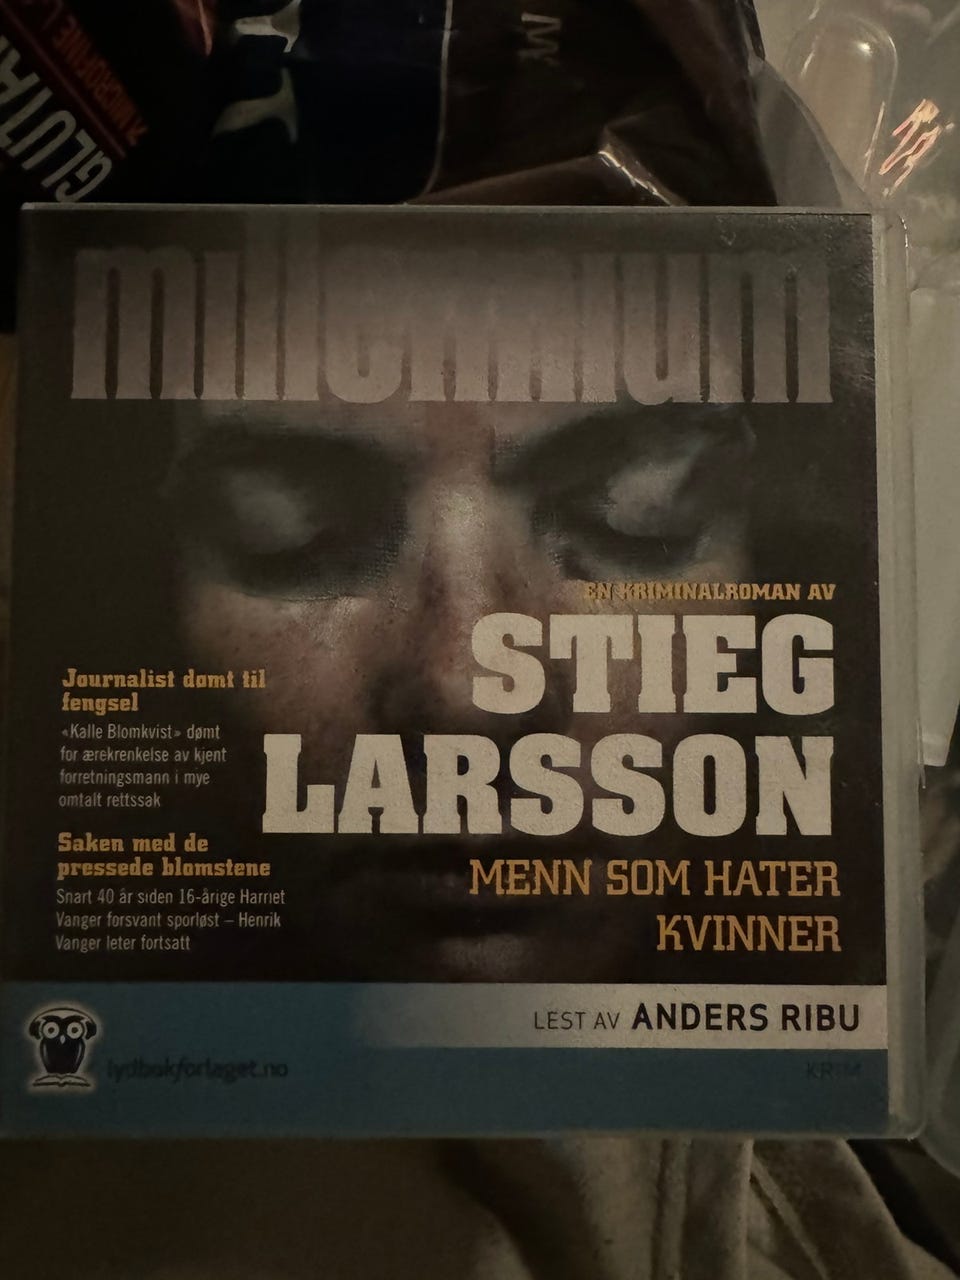 GLUTA
millennium
EN KRIMINALROMAN AV
STIEG
LARSSON
MENN SOM HATER
KVINNER
Journalist dømt til
fengsel
«Kalle Blomkvist» dømt
for ærekrenkelse av kjent
forretningsmann i mye
omtalt rettssak
Saken med de
pressede blomstene
Snart 40 år siden 16-årige Harriet
Vanger forsvant sporløst – Henrik
Vanger leter fortsatt
LEST AV ANDERS RIBU
lydbokforlaget.no
KRIM